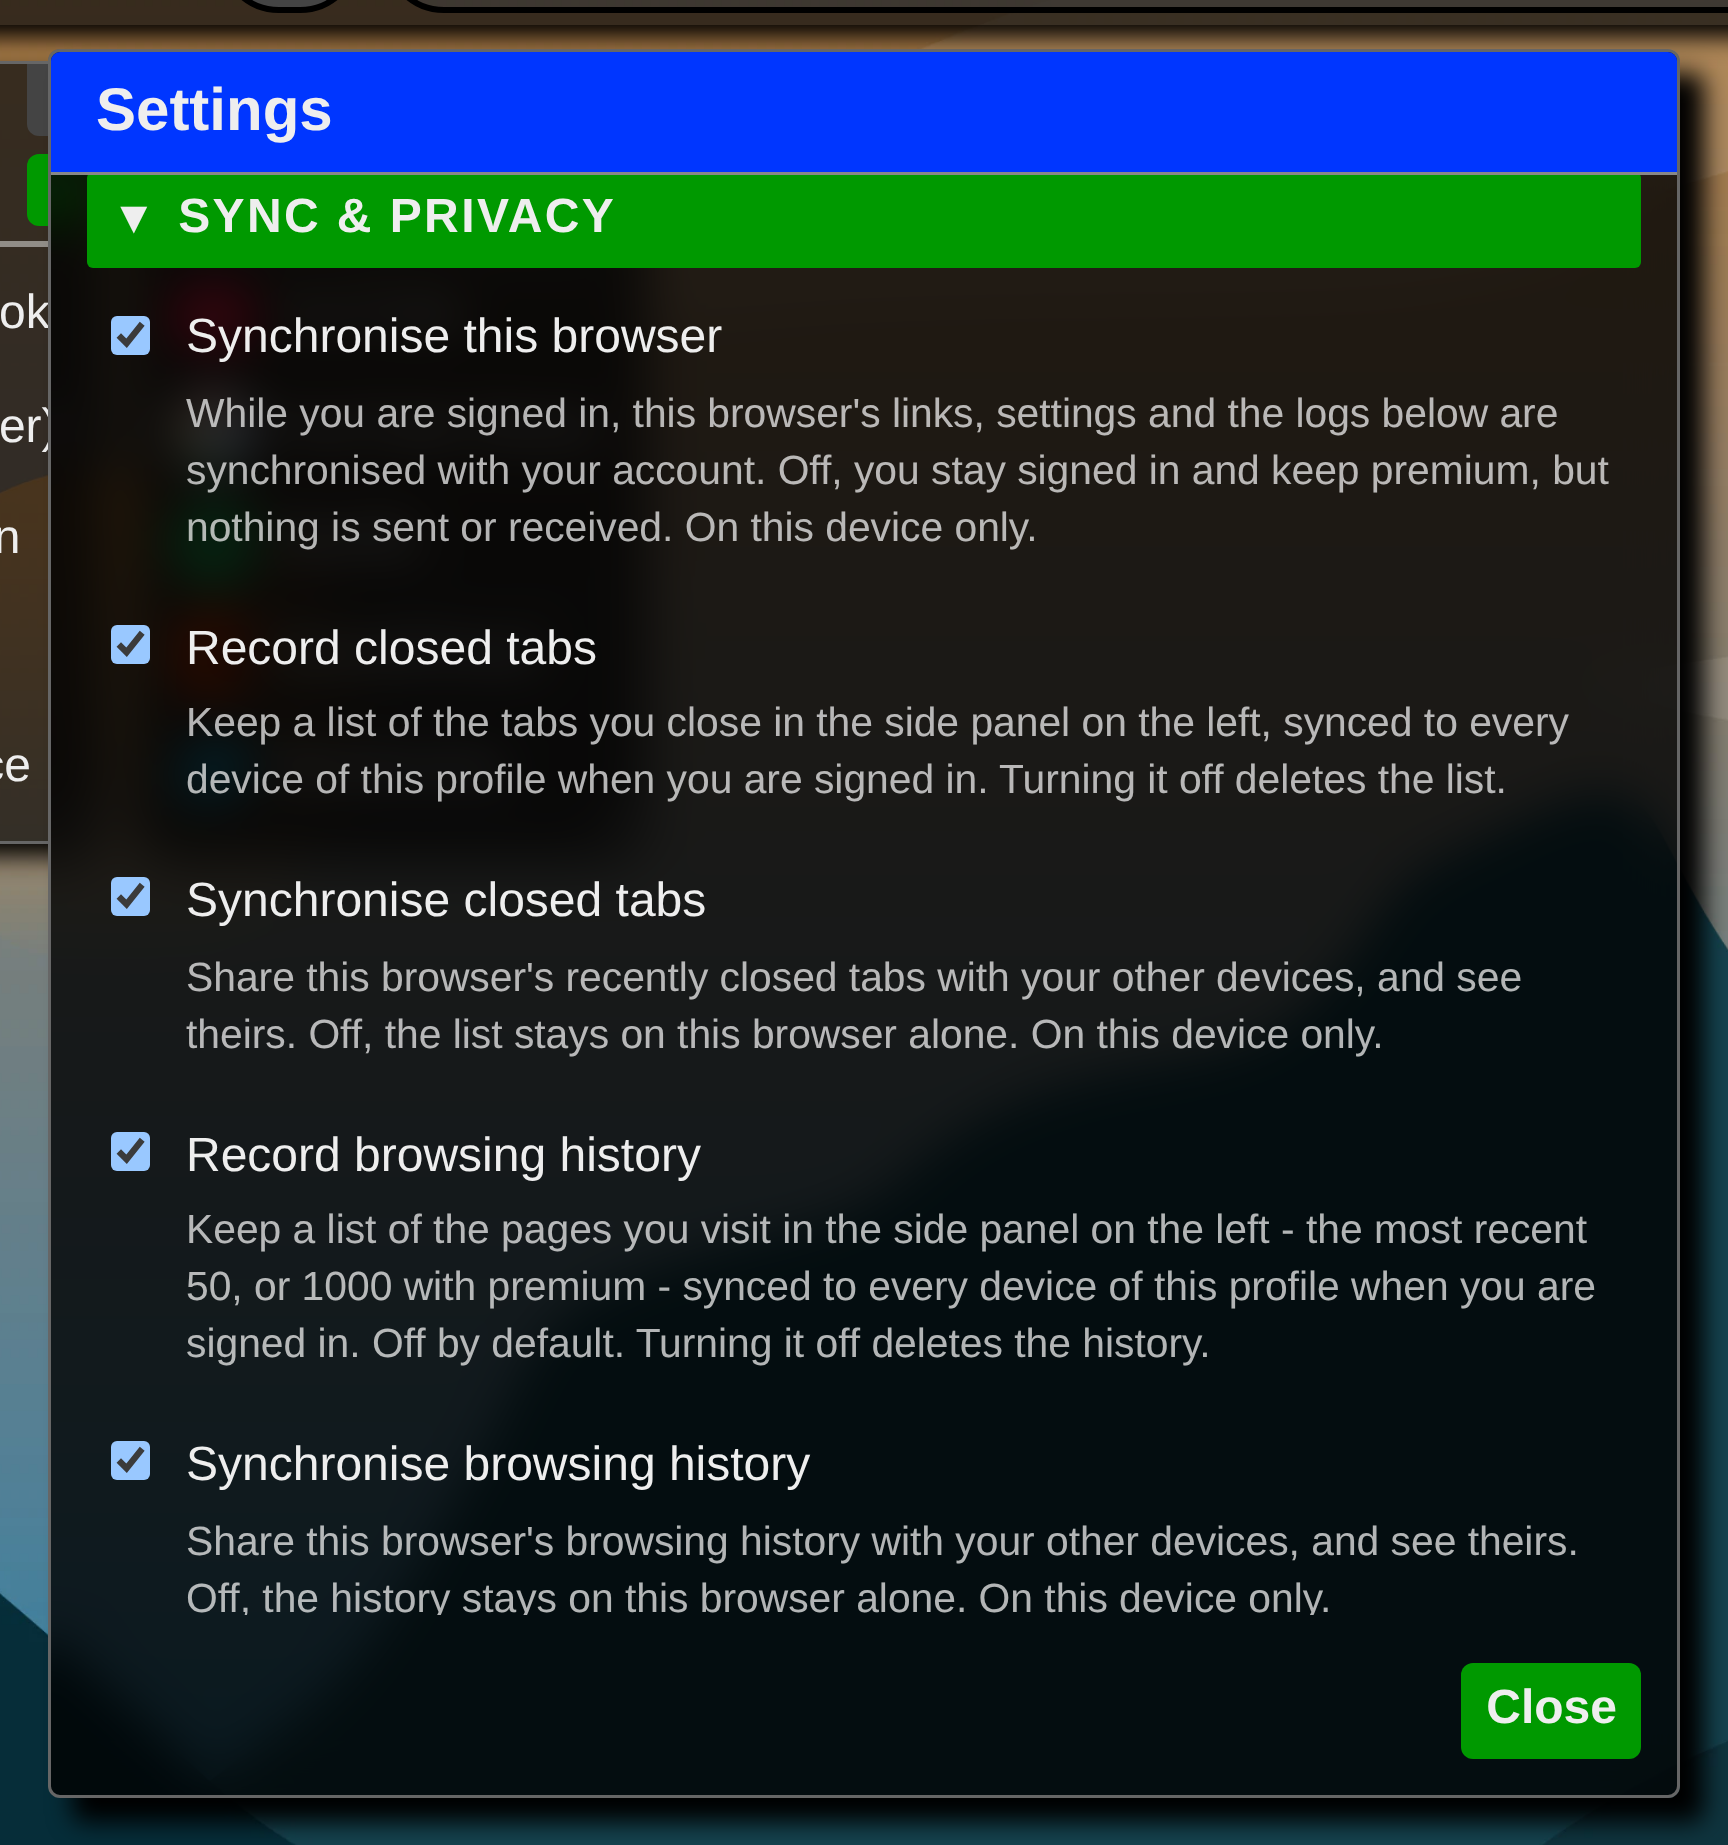 Settings
▼ SYNC & PRIVACY
ok
Synchronise this browser
While you are signed in, this browser's links, settings and the logs below are
er)
synchronised with your account. Off, you stay signed in and keep premium, but
n
nothing is sent or received. On this device only.
Record closed tabs
Keep a list of the tabs you close in the side panel on the left, synced to every
ce
device of this profile when you are signed in. Turning it off deletes the list.
Synchronise closed tabs
Share this browser's recently closed tabs with your other devices, and see
theirs. Off, the list stays on this browser alone. On this device only.
Record browsing history
Keep a list of the pages you visit in the side panel on the left - the most recent
50, or 1000 with premium - synced to every device of this profile when you are
signed in. Off by default. Turning it off deletes the history.
Synchronise browsing history
Share this browser's browsing history with your other devices, and see theirs.
Off, the history stays on this browser alone. On this device only.
Close